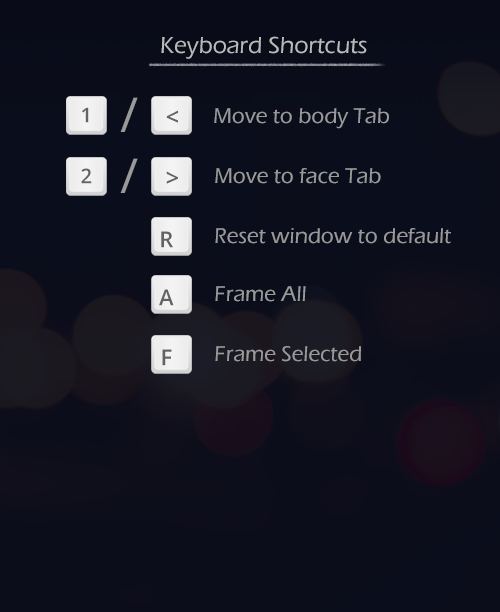 Keyboard Shortcuts
1 / < Move to body Tab
2 / > Move to face Tab
R Reset window to default
A Frame All
F Frame Selected